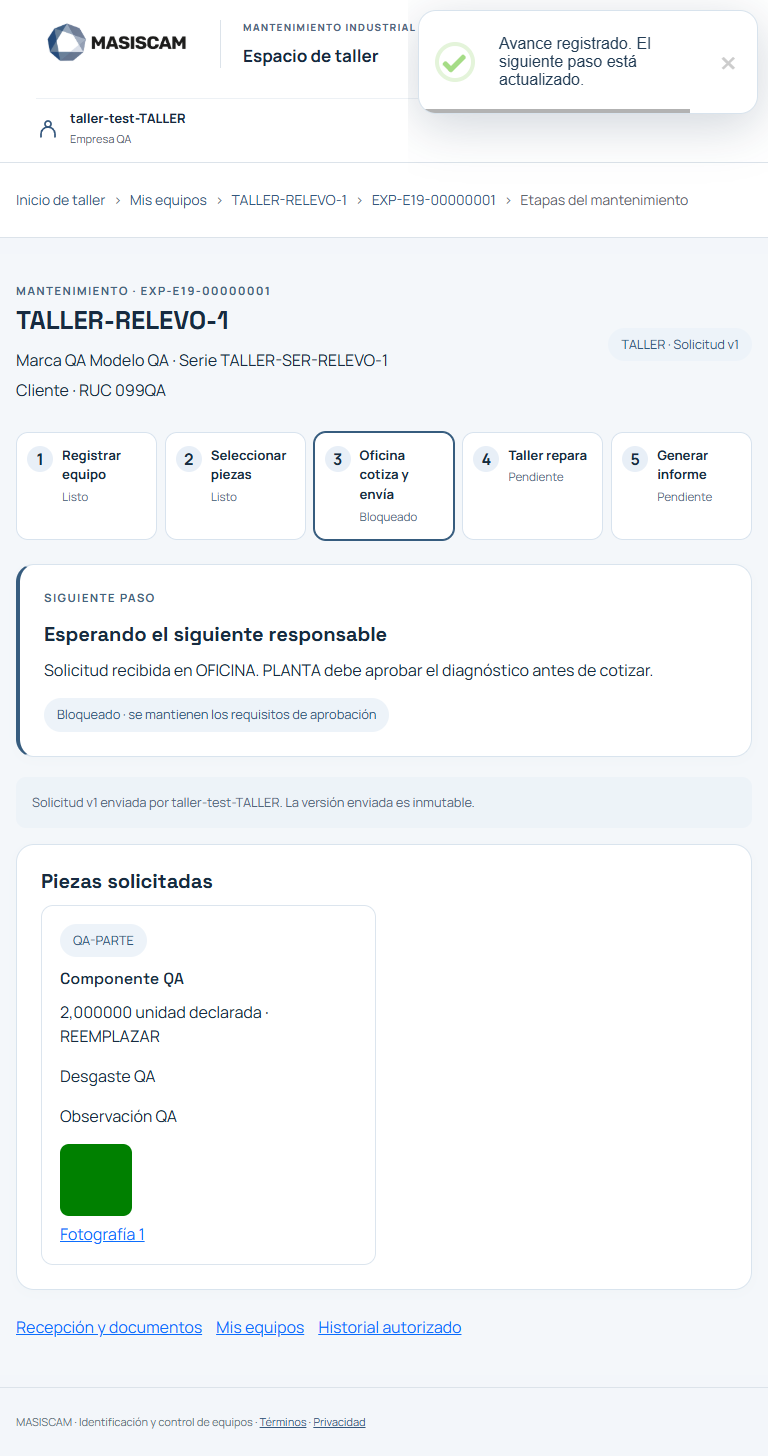 MASISCAM
MANTENIMIENTO INDUSTRIAL
Espacio de taller
Avance registrado. El
siguiente paso está
actualizado.
×
taller-test-TALLER
Empresa QA
Inicio de taller › Mis equipos › TALLER-RELEVO-1 › EXP-E19-00000001 › Etapas del mantenimiento
MANTENIMIENTO · EXP-E19-00000001
TALLER-RELEVO-1
Marca QA Modelo QA · Serie TALLER-SER-RELEVO-1
Cliente · RUC 099QA
TALLER · Solicitud v1
1
Registrar
equipo
Listo
2
Seleccionar
piezas
Listo
3
Oficina
cotiza y
envía
Bloqueado
4
Taller repara
Pendiente
5
Generar
informe
Pendiente
SIGUIENTE PASO
Esperando el siguiente responsable
Solicitud recibida en OFICINA. PLANTA debe aprobar el diagnóstico antes de cotizar.
Bloqueado · se mantienen los requisitos de aprobación
Solicitud v1 enviada por taller-test-TALLER. La versión enviada es inmutable.
Piezas solicitadas
QA-PARTE
Componente QA
2,000000 unidad declarada ·
REEMPLAZAR
Desgaste QA
Observación QA
Fotografía 1
Recepción y documentos Mis equipos Historial autorizado
MASISCAM · Identificación y control de equipos · Términos · Privacidad